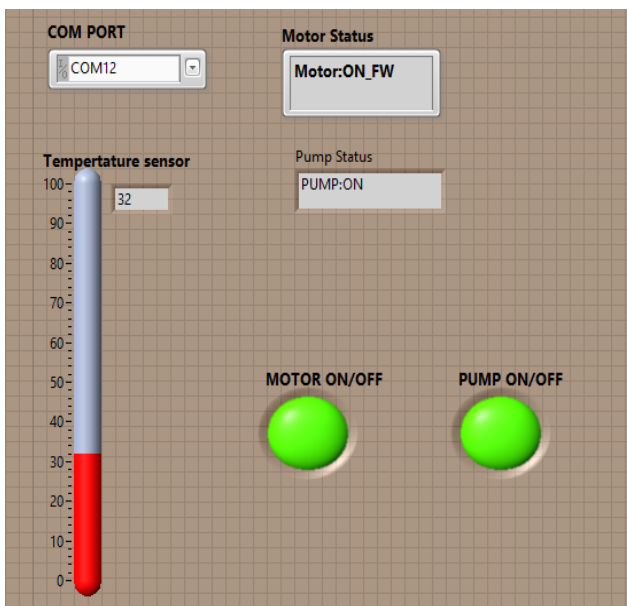 COM PORT
Motor Status
I/O COM12
Motor:ON_FW
Tempertature sensor
Pump Status
100
32
PUMP:ON
90
80
70
60
50
MOTOR ON/OFF
PUMP ON/OFF
40
30
20
10
0